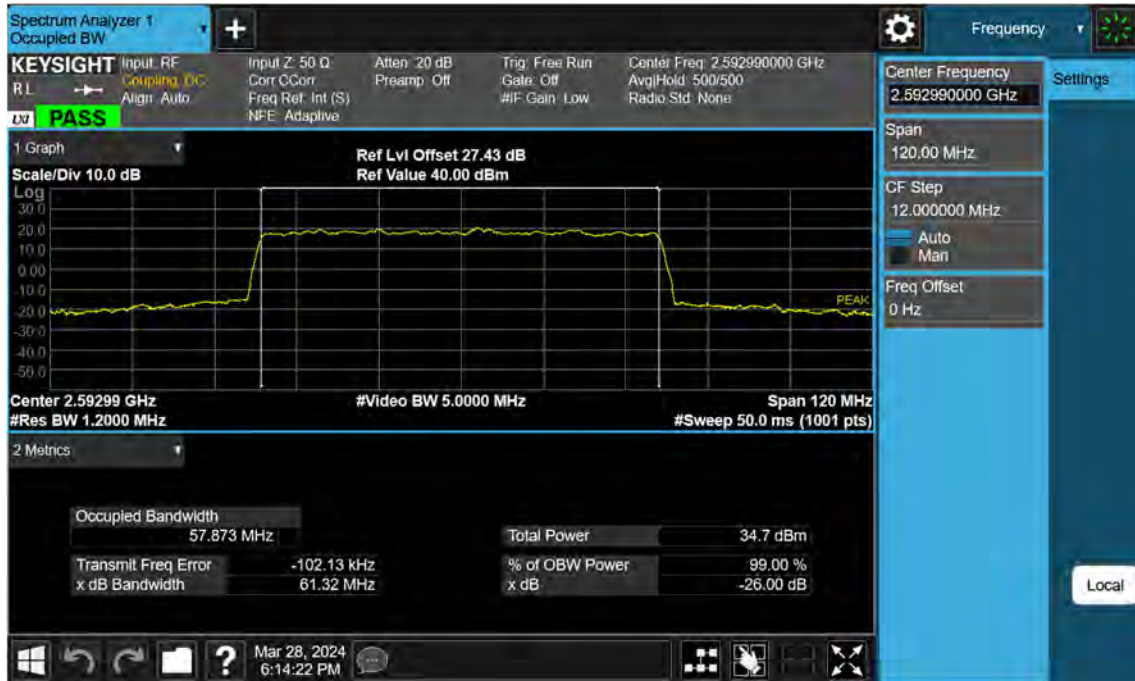 Spectrum Analyzer 1
Occupied BW
+
Frequency
KEYSIGHT
RL
LXI PASS
Input: RF
Coupling: DC
Align: Auto
Input Z: 50 Ω
Corr CCorr
Freq Ref: Int (S)
NFE: Adaptive
Atten: 20 dB
Preamp: Off
Trig: Free Run
Gate: Off
#IF Gain: Low
Center Freq: 2.592990000 GHz
Avg|Hold: 500/500
Radio Std: None
Center Frequency
2.592990000 GHz
Settings
Span
120.00 MHz
CF Step
12.000000 MHz
Auto
Man
Freq Offset
0 Hz
1 Graph
Scale/Div 10.0 dB
Ref Lvl Offset 27.43 dB
Ref Value 40.00 dBm
Log
30.0
20.0
10.0
0.00
-10.0
-20.0
-30.0
-40.0
-50.0
PEAK
Center 2.59299 GHz
#Video BW 5.0000 MHz
Span 120 MHz
#Res BW 1.2000 MHz
#Sweep 50.0 ms (1001 pts)
2 Metrics
Occupied Bandwidth
57.873 MHz
Total Power 34.7 dBm
Transmit Freq Error -102.13 kHz
% of OBW Power 99.00 %
x dB Bandwidth 61.32 MHz
x dB -26.00 dB
Local
?
Mar 28, 2024
6:14:22 PM